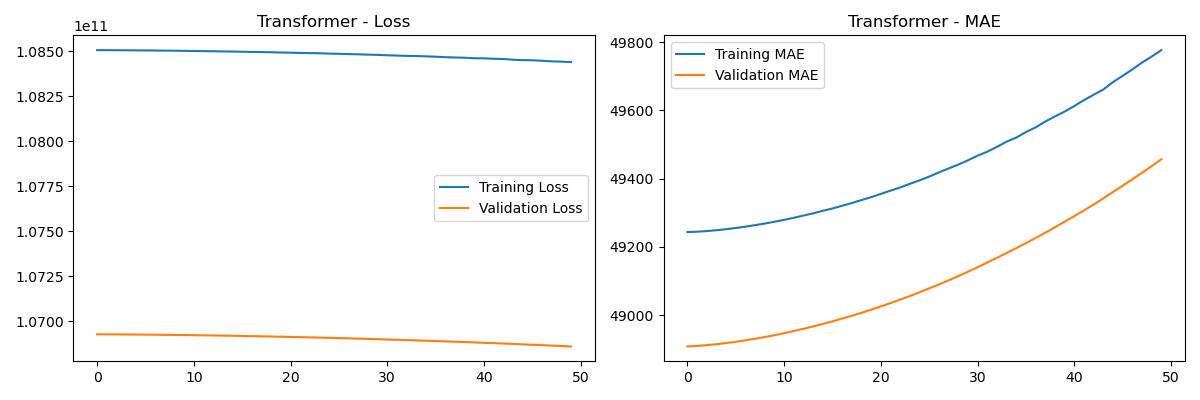 Transformer - Loss
1e11
1.0850
1.0825
1.0800
1.0775
1.0750
1.0725
1.0700
Training Loss
Validation Loss
0 10 20 30 40 50
Transformer - MAE
49800
49600
49400
49200
49000
Training MAE
Validation MAE
0 10 20 30 40 50